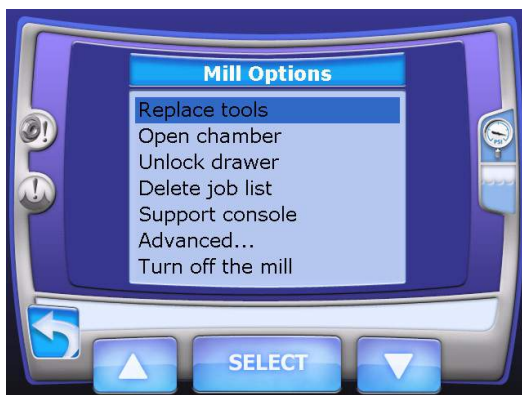 Mill Options
Replace tools
Open chamber
Unlock drawer
Delete job list
Support console
Advanced...
Turn off the mill
PSI
SELECT